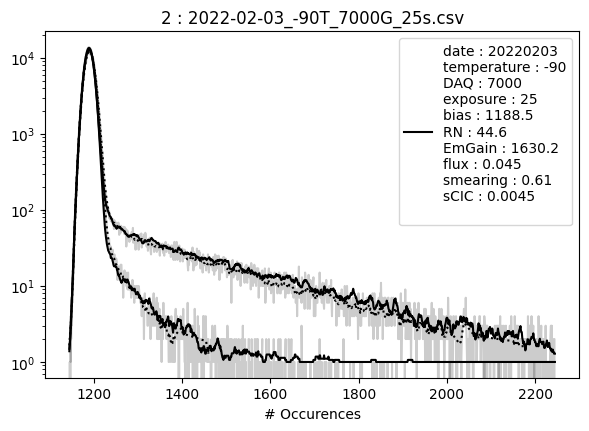 2 : 2022-02-03_-90T_7000G_25s.csv
10⁴
10³
10²
10¹
10⁰
date : 20220203
temperature : -90
DAQ : 7000
exposure : 25
bias : 1188.5
RN : 44.6
EmGain : 1630.2
flux : 0.045
smearing : 0.61
sCIC : 0.0045
1200 1400 1600 1800 2000 2200
# Occurences